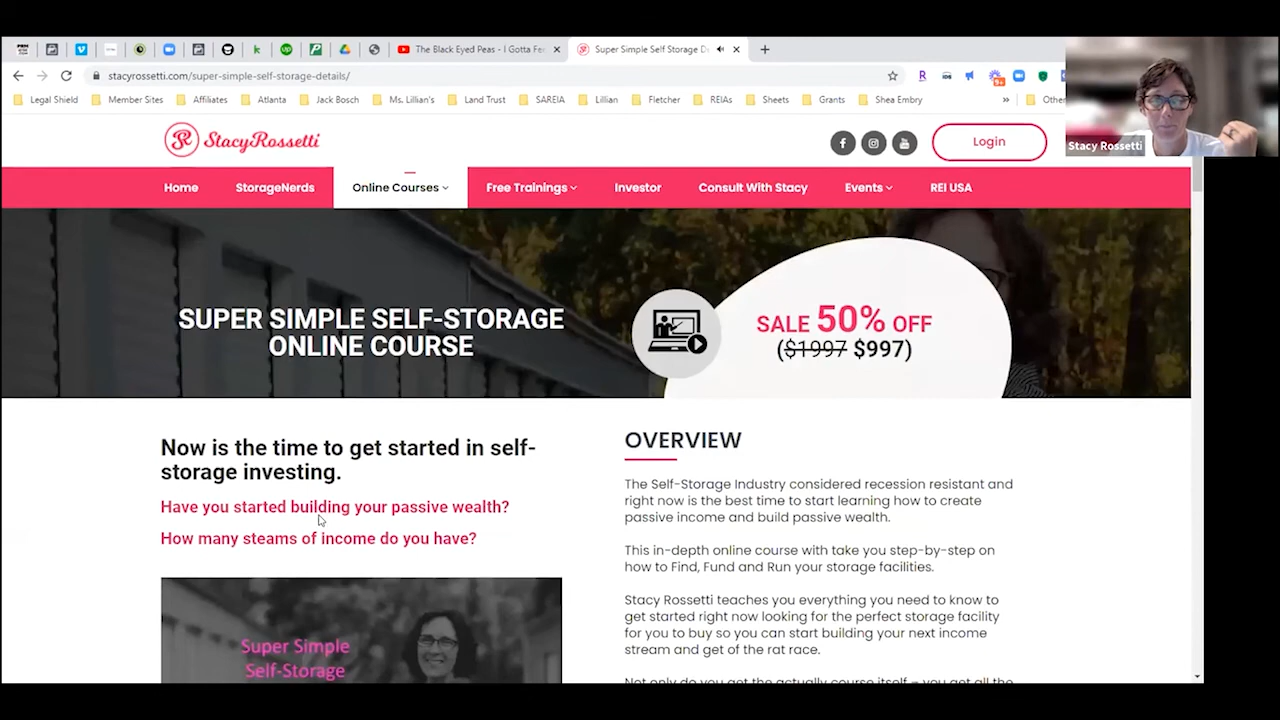 The Black Eyed Peas - I Gotta Fe
Super Simple Self Storage D
stacyrossetti.com/super-simple-self-storage-details/
Legal Shield
Member Sites
Affiliates
Atlanta
Jack Bosch
Ms. Lillian's
Land Trust
SAREIA
Lillian
Fletcher
REIAs
Sheets
Grants
Shea Embry
»
Other
Stacy Rossetti
SR StacyRossetti
Login
Home
StorageNerds
Online Courses
Free Trainings
Investor
Consult With Stacy
Events
REI USA
SUPER SIMPLE SELF-STORAGE
ONLINE COURSE
SALE 50% OFF
($1997 $997)
Now is the time to get started in self-
storage investing.
Have you started building your passive wealth?
How many steams of income do you have?
Super Simple
Self-Storage
OVERVIEW
The Self-Storage Industry considered recession resistant and
right now is the best time to start learning how to create
passive income and build passive wealth.
This in-depth online course with take you step-by-step on
how to Find, Fund and Run your storage facilities.
Stacy Rossetti teaches you everything you need to know to
get started right now looking for the perfect storage facility
for you to buy so you can start building your next income
stream and get of the rat race.
Not only do you get the actually course itself – you get all the